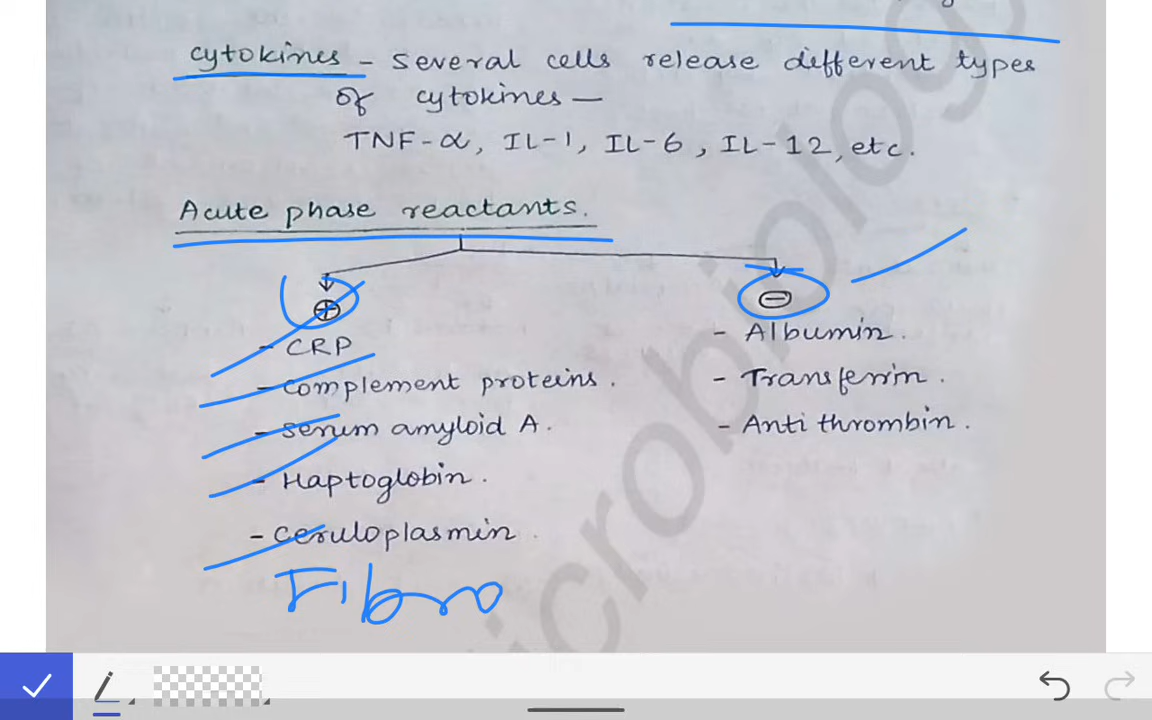 cytokines - several cells release different types
of cytokines —
TNF-α, IL-1, IL-6, IL-12, etc.
Acute phase reactants.
⊕
- CRP
- complement proteins.
- serum amyloid A.
- Haptoglobin.
- ceruloplasmin.
Fibro
⊖
- Albumin.
- Transferrin.
- Anti thrombin.